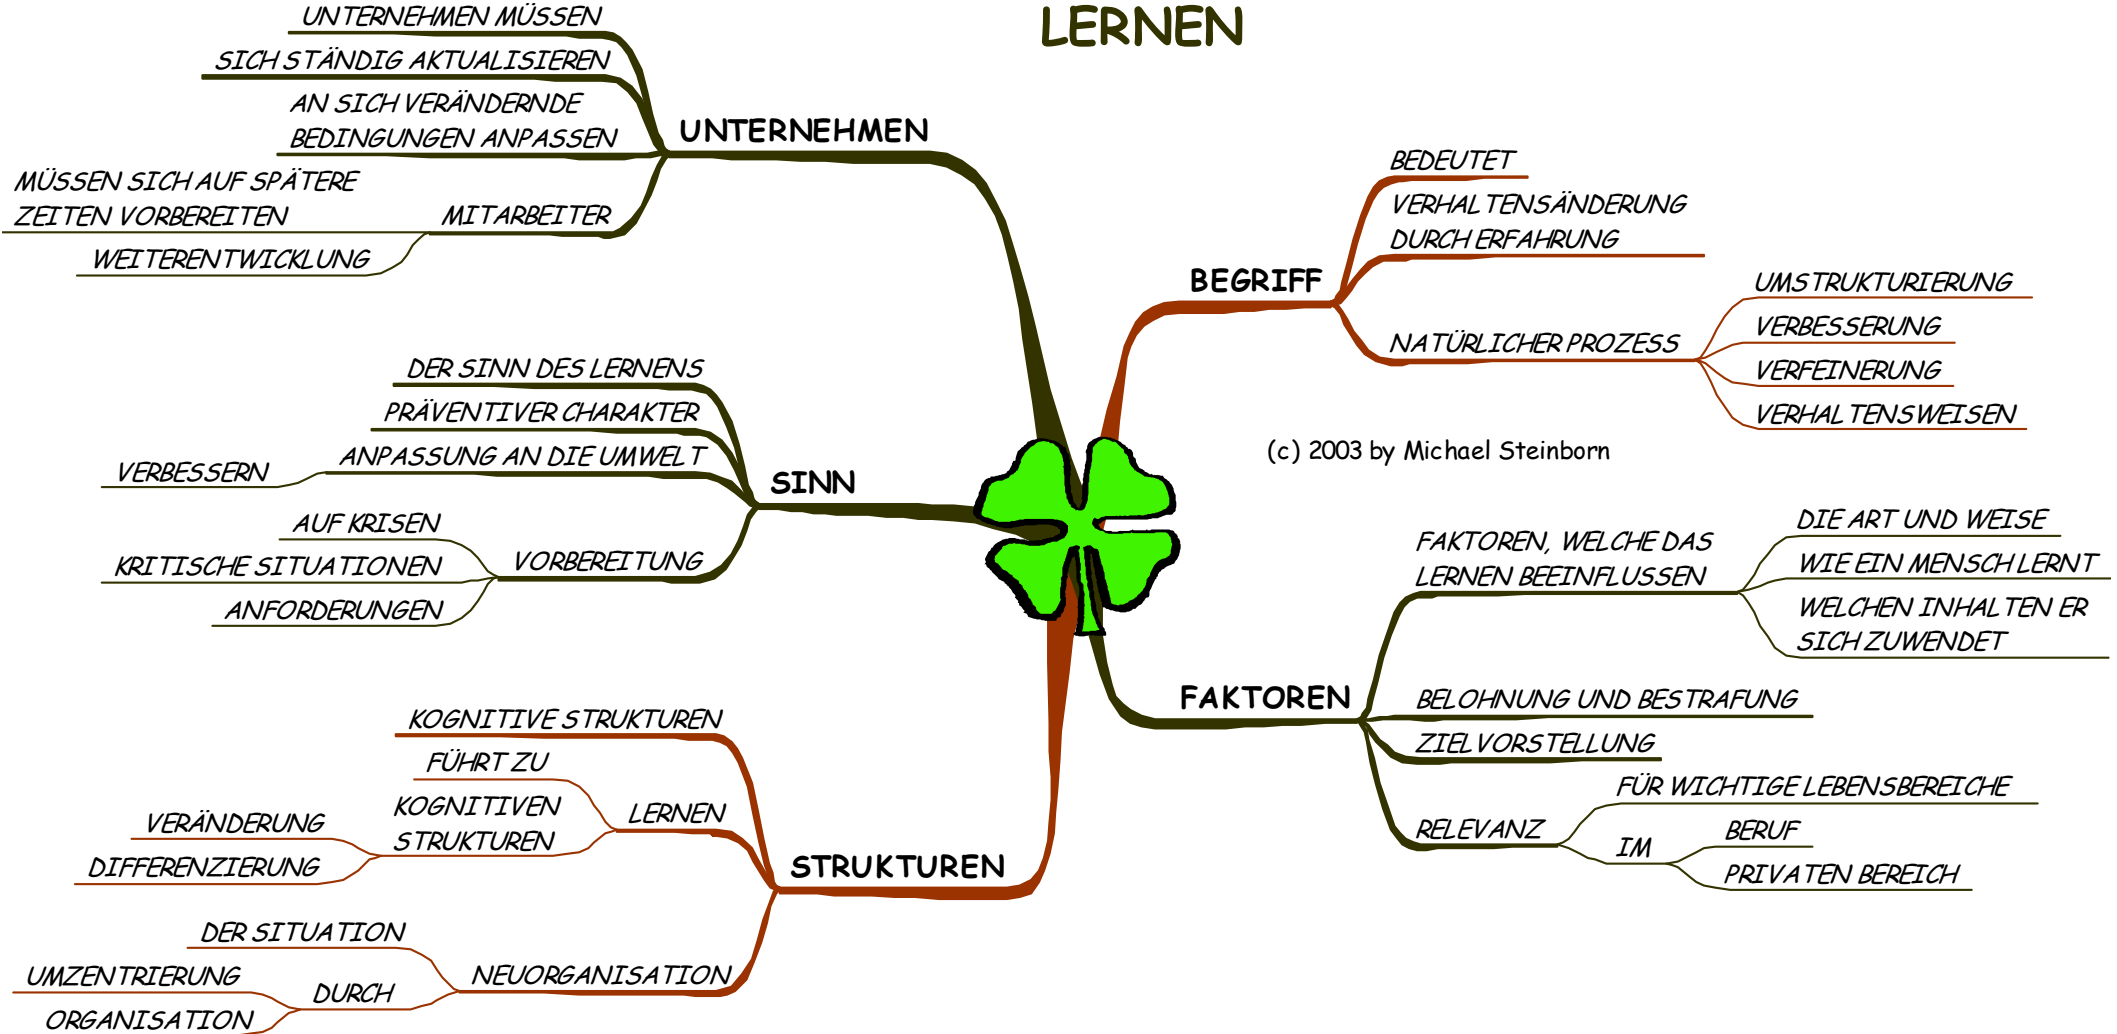 LERNEN
UNTERNEHMEN
UNTERNEHMEN MÜSSEN
SICH STÄNDIG AKTUALISIEREN
AN SICH VERÄNDERNDE
BEDINGUNGEN ANPASSEN
MITARBEITER
MÜSSEN SICH AUF SPÄTERE
ZEITEN VORBEREITEN
WEITERENTWICKLUNG
SINN
DER SINN DES LERNENS
PRÄVENTIVER CHARAKTER
ANPASSUNG AN DIE UMWELT
VERBESSERN
VORBEREITUNG
AUF KRISEN
KRITISCHE SITUATIONEN
ANFORDERUNGEN
STRUKTUREN
KOGNITIVE STRUKTUREN
LERNEN
FÜHRT ZU
KOGNITIVEN
STRUKTUREN
VERÄNDERUNG
DIFFERENZIERUNG
NEUORGANISATION
DER SITUATION
DURCH
UMZENTRIERUNG
ORGANISATION
BEGRIFF
BEDEUTET
VERHALTENSÄNDERUNG
DURCH ERFAHRUNG
NATÜRLICHER PROZESS
UMSTRUKTURIERUNG
VERBESSERUNG
VERFEINERUNG
VERHALTENSWEISEN
(c) 2003 by Michael Steinborn
FAKTOREN
FAKTOREN, WELCHE DAS
LERNEN BEEINFLUSSEN
DIE ART UND WEISE
WIE EIN MENSCH LERNT
WELCHEN INHALTEN ER
SICH ZUWENDET
BELOHNUNG UND BESTRAFUNG
ZIELVORSTELLUNG
RELEVANZ
FÜR WICHTIGE LEBENSBEREICHE
IM
BERUF
PRIVATEN BEREICH